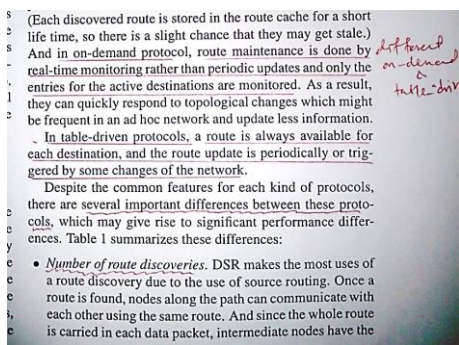 (Each discovered route is stored in the route cache for a short
life time, so there is a slight chance that they may get stale.)
And in on-demand protocol, route maintenance is done by
real-time monitoring rather than periodic updates and only the
entries for the active destinations are monitored. As a result,
they can quickly respond to topological changes which might
be frequent in an ad hoc network and update less information.
In table-driven protocols, a route is always available for
each destination, and the route update is periodically or trig-
gered by some changes of the network.
Despite the common features for each kind of protocols,
there are several important differences between these proto-
cols, which may give rise to significant performance differ-
ences. Table 1 summarizes these differences:
• Number of route discoveries. DSR makes the most uses of
a route discovery due to the use of source routing. Once a
route is found, nodes along the path can communicate with
each other using the same route. And since the whole route
is carried in each data packet, intermediate nodes have the
different
on-demand
&
table-driv